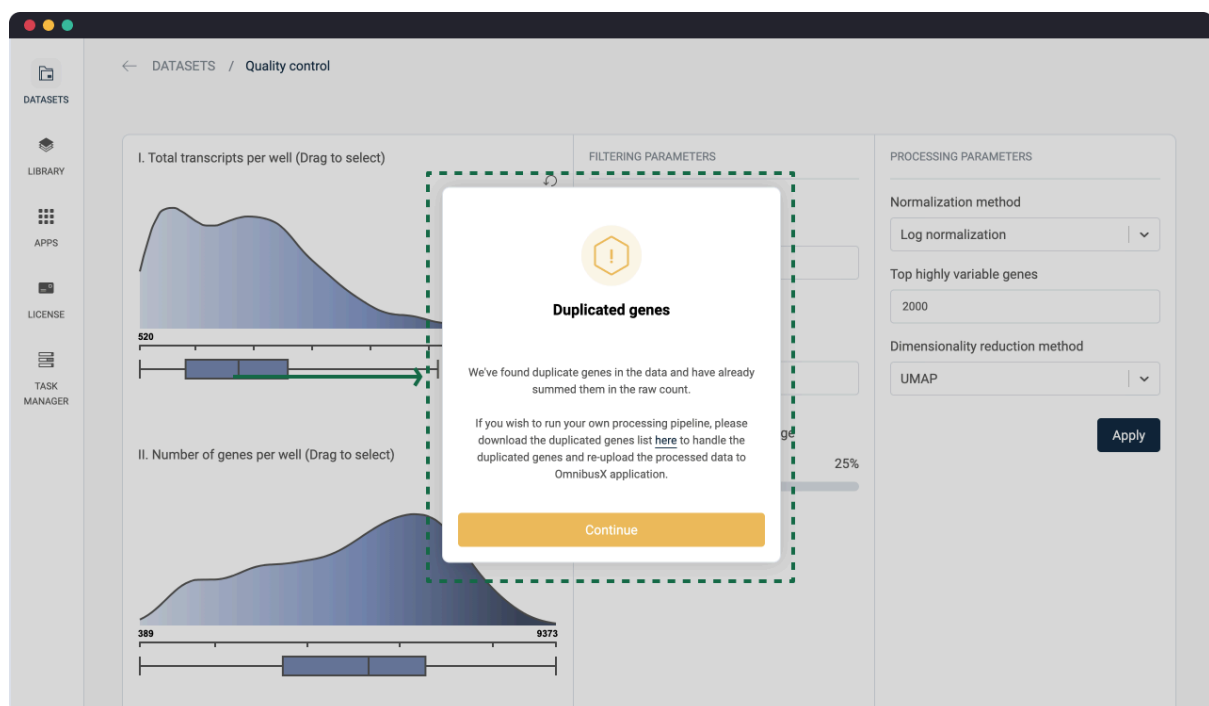 ← DATASETS / Quality control
DATASETS
LIBRARY
APPS
LICENSE
TASK
MANAGER
I. Total transcripts per well (Drag to select)
520
II. Number of genes per well (Drag to select)
389
9373
FILTERING PARAMETERS
25%
Duplicated genes
We've found duplicate genes in the data and have already
summed them in the raw count.
If you wish to run your own processing pipeline, please
download the duplicated genes list here to handle the
duplicated genes and re-upload the processed data to
OmnibusX application.
Continue
PROCESSING PARAMETERS
Normalization method
Log normalization
Top highly variable genes
2000
Dimensionality reduction method
UMAP
Apply